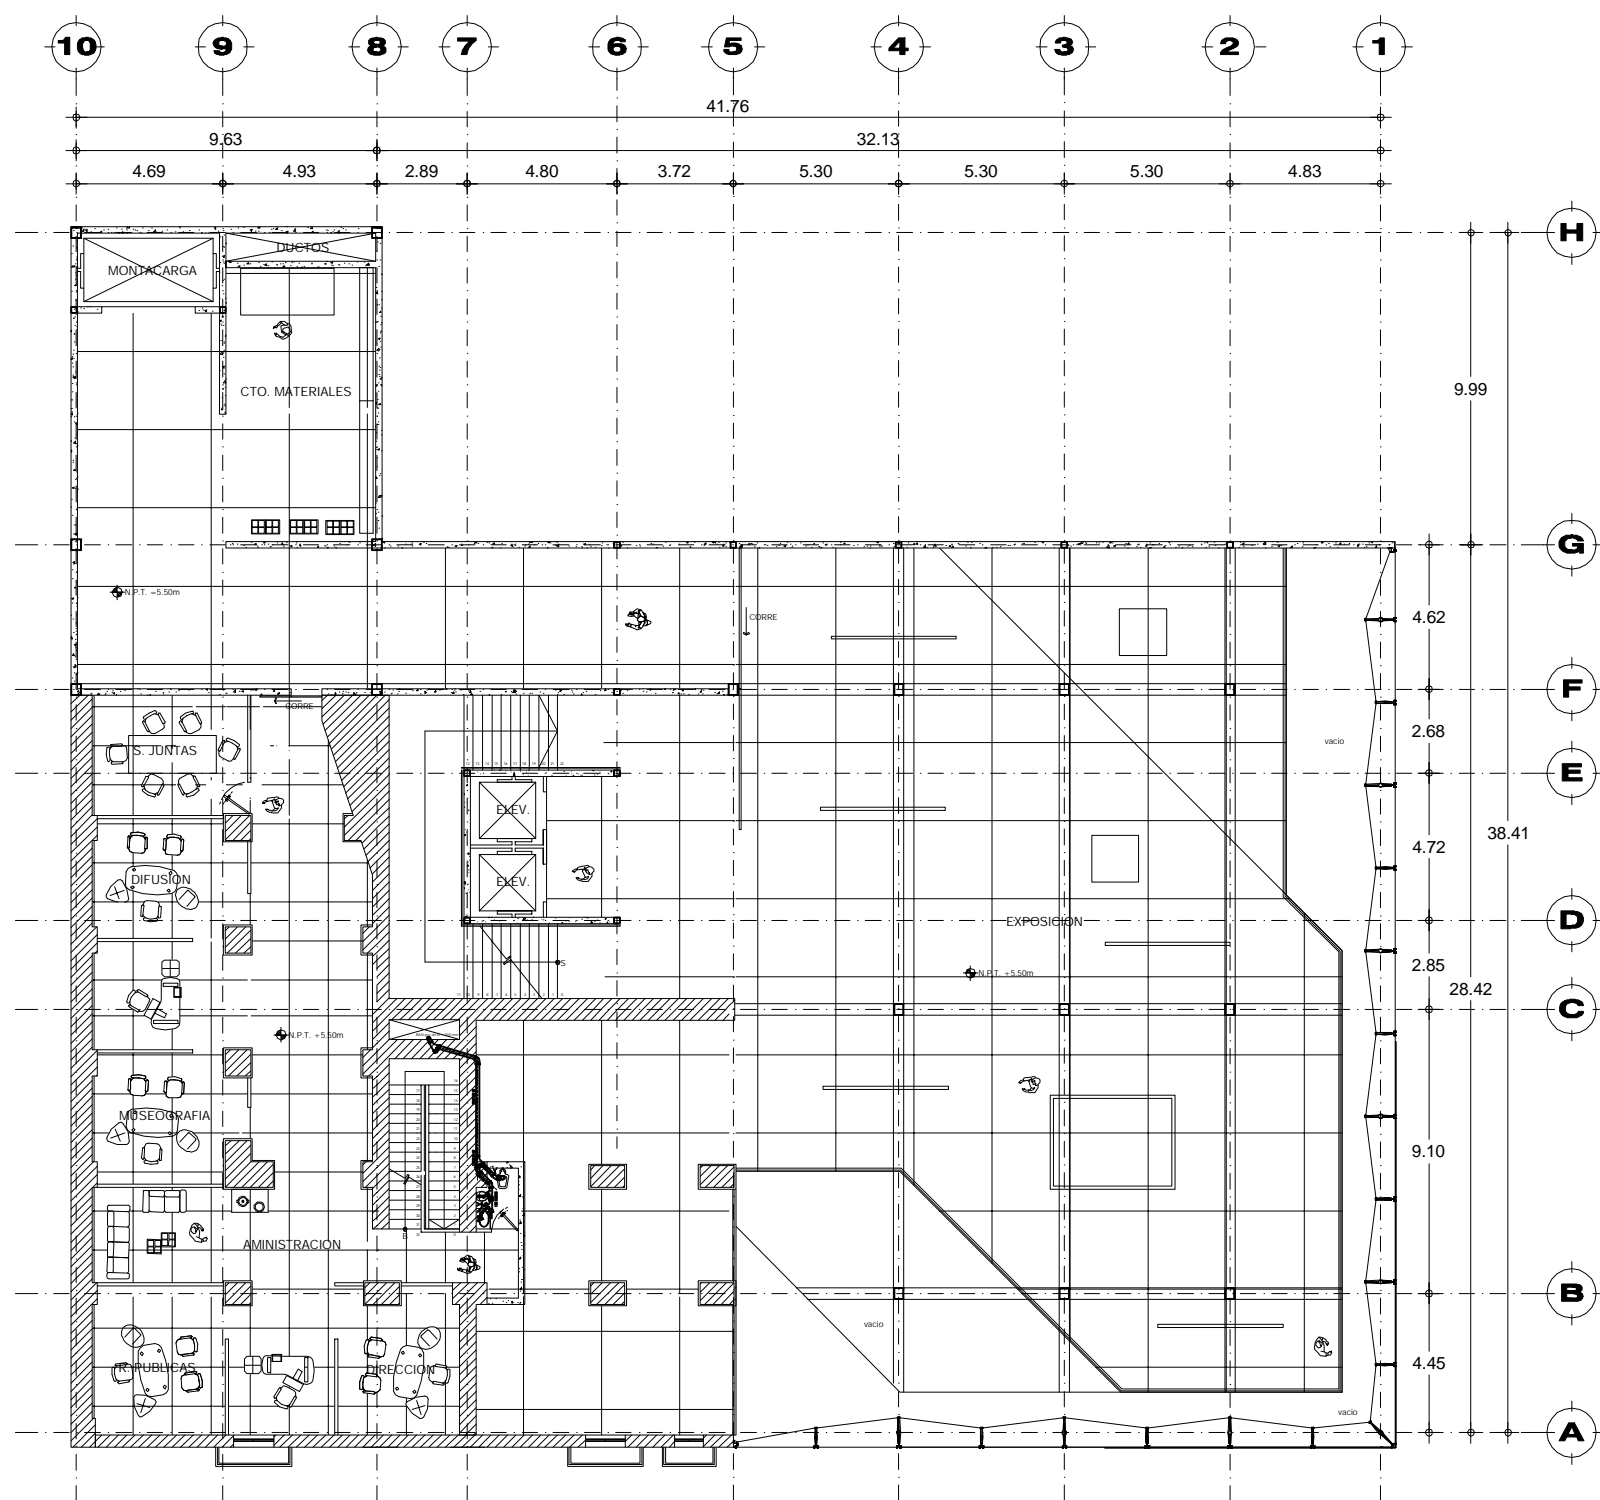 10 9 8 7 6 5 4 3 2 1
41.76
9.63 32.13
4.69 4.93 2.89 4.80 3.72 5.30 5.30 5.30 4.83
H
DUCTOS
MONTACARGA
9.99
CTO. MATERIALES
G
N.P.T. -5.50m
CORRE
4.62
F
CORRE
2.68
vacio
S. JUNTAS
E
ELEV.
4.72
38.41
DIFUSION
ELEV.
EXPOSICION
D
S
2.85
N.P.T. +5.50m
28.42
C
N.P.T. +5.50m
MUSEOGRAFIA
9.10
B
AMINISTRACION
B
vacio
R. PUBLICAS
DIRECCION
4.45
vacio
A